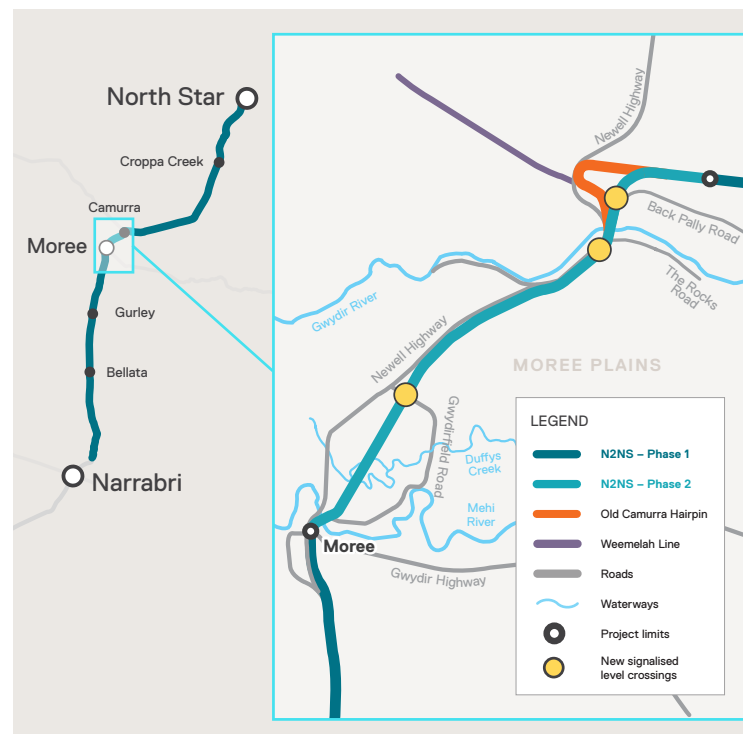 North Star
Croppa Creek
Camurra
Moree
Gurley
Bellata
Narrabri
Newell Highway
Back Pally Road
The Rocks
Road
Gwydir River
Newell Highway
MOREE PLAINS
Gwydirfield Road
Duffys
Creek
Mehi
River
Moree
Gwydir Highway
LEGEND
N2NS – Phase 1
N2NS – Phase 2
Old Camurra Hairpin
Weemelah Line
Roads
Waterways
Project limits
New signalised
level crossings